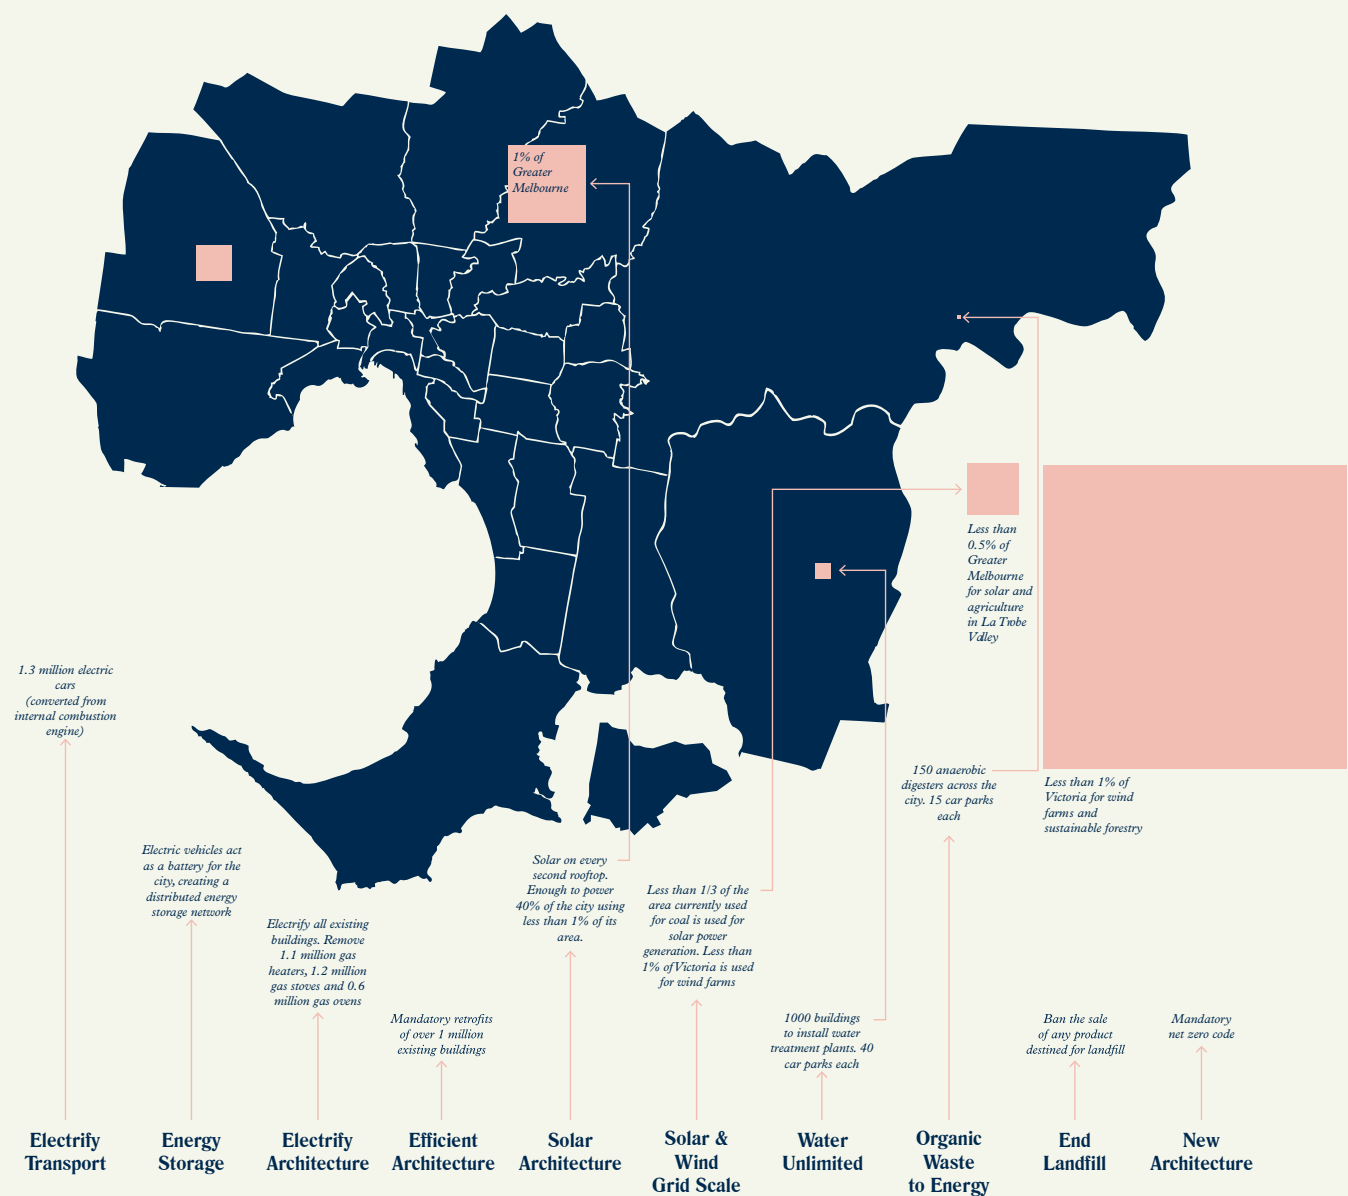 1% of
Greater
Melbourne
Less than
0.5% of
Greater
Melbourne
for solar and
agriculture
in La Trobe
Valley
1.3 million electric
cars
(converted from
internal combustion
engine)
150 anaerobic
digesters across the
city. 15 car parks
each
Less than 1% of
Victoria for wind
farms and
sustainable forestry
Electric vehicles act
as a battery for the
city, creating a
distributed energy
storage network
Electrify all existing
buildings. Remove
1.1 million gas
heaters, 1.2 million
gas stoves and 0.6
million gas ovens
Mandatory retrofits
of over 1 million
existing buildings
Solar on every
second rooftop.
Enough to power
40% of the city using
less than 1% of its
area.
Less than 1/3 of the
area currently used
for coal is used for
solar power
generation. Less than
1% of Victoria is used
for wind farms
1000 buildings
to install water
treatment plants. 40
car parks each
Ban the sale
of any product
destined for landfill
Mandatory
net zero code
Electrify
Transport
Energy
Storage
Electrify
Architecture
Efficient
Architecture
Solar
Architecture
Solar &
Wind
Grid Scale
Water
Unlimited
Organic
Waste
to Energy
End
Landfill
New
Architecture